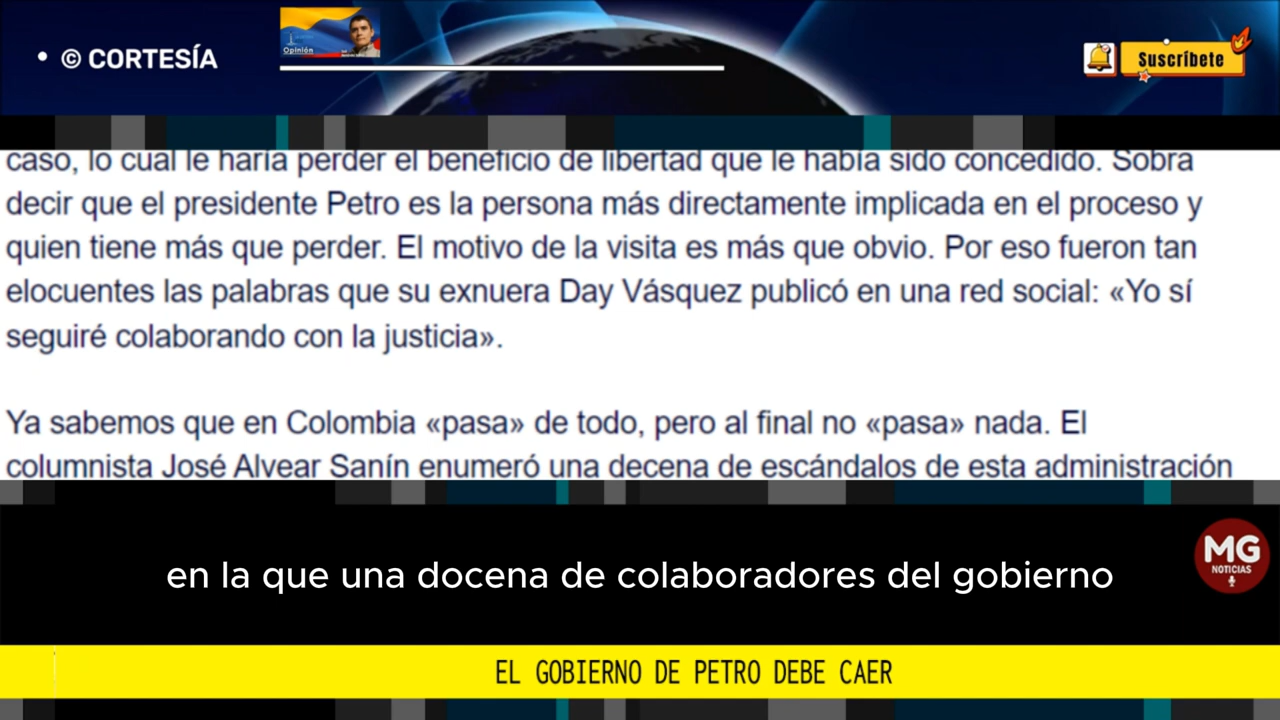 • © CORTESÍA
Opinión
Suscríbete
caso, lo cual le haría perder el beneficio de libertad que le había sido concedido. Sobra
decir que el presidente Petro es la persona más directamente implicada en el proceso y
quien tiene más que perder. El motivo de la visita es más que obvio. Por eso fueron tan
elocuentes las palabras que su exnuera Day Vásquez publicó en una red social: «Yo sí
seguiré colaborando con la justicia».
Ya sabemos que en Colombia «pasa» de todo, pero al final no «pasa» nada. El
columnista José Alvear Sanín enumeró una decena de escándalos de esta administración
en la que una docena de colaboradores del gobierno
MG
NOTICIAS
EL GOBIERNO DE PETRO DEBE CAER